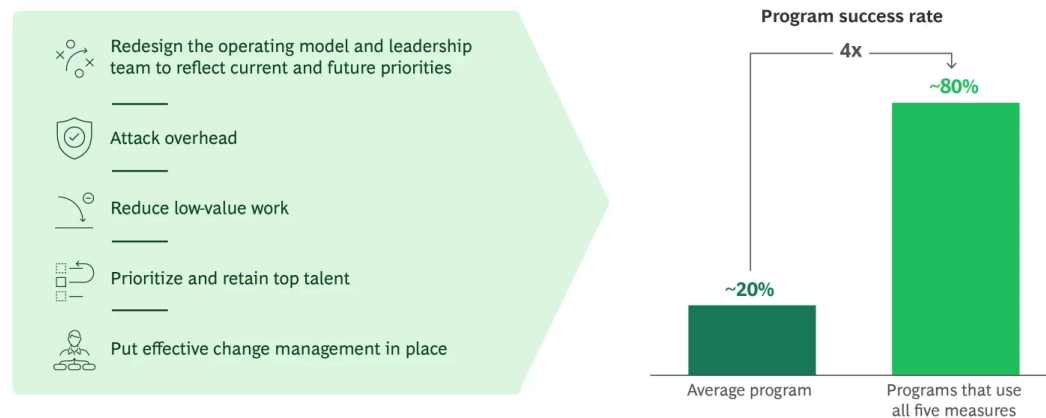 Redesign the operating model and leadership
team to reflect current and future priorities
Attack overhead
Reduce low-value work
Prioritize and retain top talent
Put effective change management in place
Program success rate
4x
~80%
~20%
Average program
Programs that use
all five measures